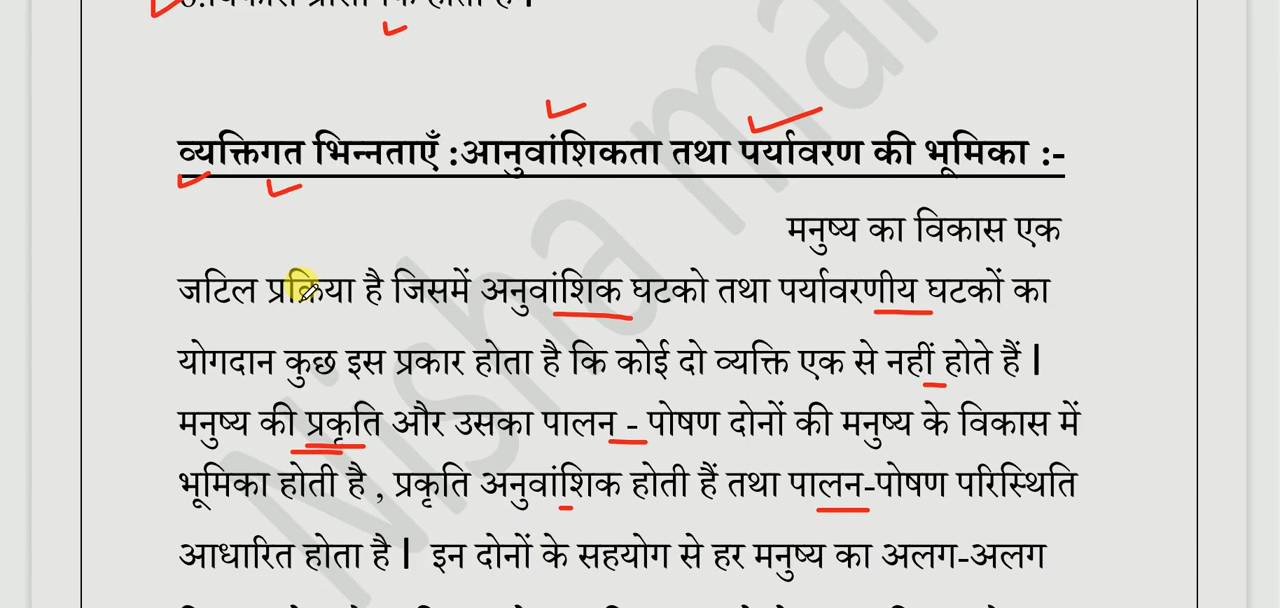 व्यक्तिगत भिन्नताएँ :आनुवांशिकता तथा पर्यावरण की भूमिका :-
मनुष्य का विकास एक
जटिल प्रक्रिया है जिसमें अनुवांशिक घटको तथा पर्यावरणीय घटकों का
योगदान कुछ इस प्रकार होता है कि कोई दो व्यक्ति एक से नहीं होते हैं |
मनुष्य की प्रकृति और उसका पालन - पोषण दोनों की मनुष्य के विकास में
भूमिका होती है , प्रकृति अनुवांशिक होती हैं तथा पालन-पोषण परिस्थिति
आधारित होता है | इन दोनों के सहयोग से हर मनुष्य का अलग-अलग
Nisha ma